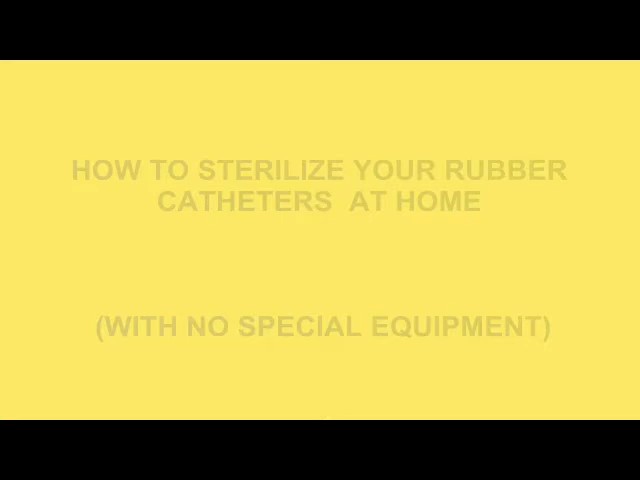 HOW TO STERILIZE YOUR RUBBER
CATHETERS  AT HOME
(WITH NO SPECIAL EQUIPMENT)